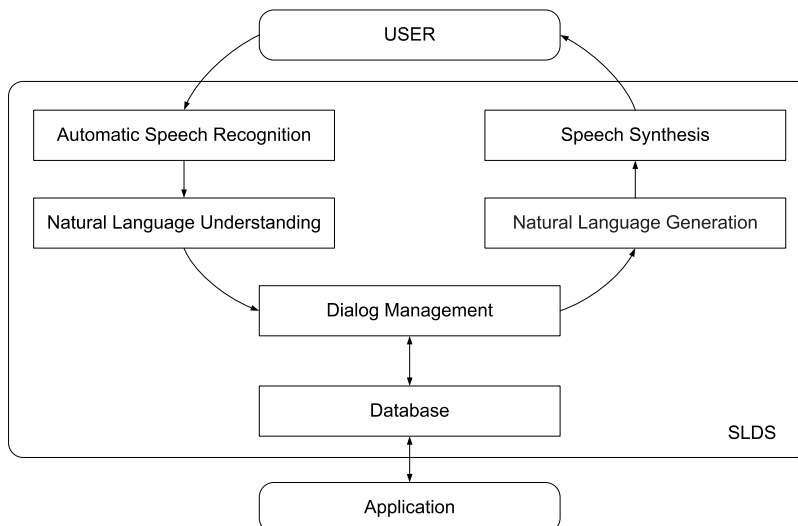 USER
Automatic Speech Recognition
Speech Synthesis
Natural Language Understanding
Natural Language Generation
Dialog Management
Database
SLDS
Application